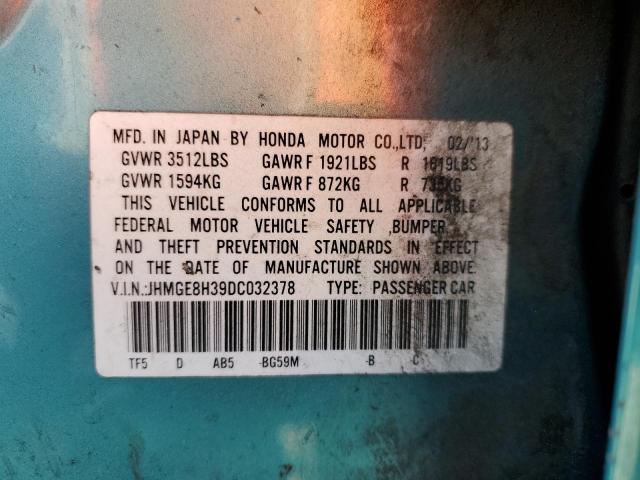 MFD. IN JAPAN BY HONDA MOTOR CO.,LTD; 02/'13
GVWR 3512LBS GAWR F 1921LBS R 1619LBS
GVWR 1594KG GAWR F 872KG R 735KG
THIS VEHICLE CONFORMS TO ALL APPLICABLE
FEDERAL MOTOR VEHICLE SAFETY ,BUMPER,
AND THEFT PREVENTION STANDARDS IN EFFECT
ON THE DATE OF MANUFACTURE SHOWN ABOVE.
V.I.N.:JHMGE8H39DC032378 TYPE: PASSENGER CAR
TF5 D AB5 -BG59M -B C